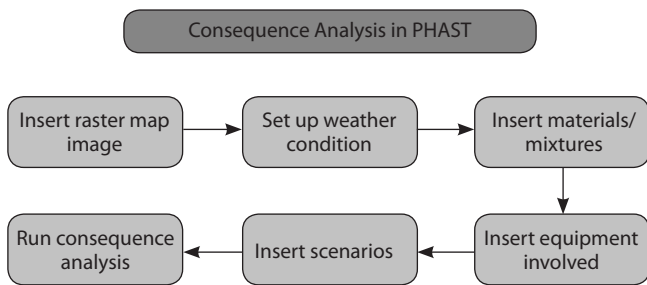 Consequence Analysis in PHAST
Insert raster map
image
Set up weather
condition
Insert materials/
mixtures
Insert equipment
involved
Insert scenarios
Run consequence
analysis